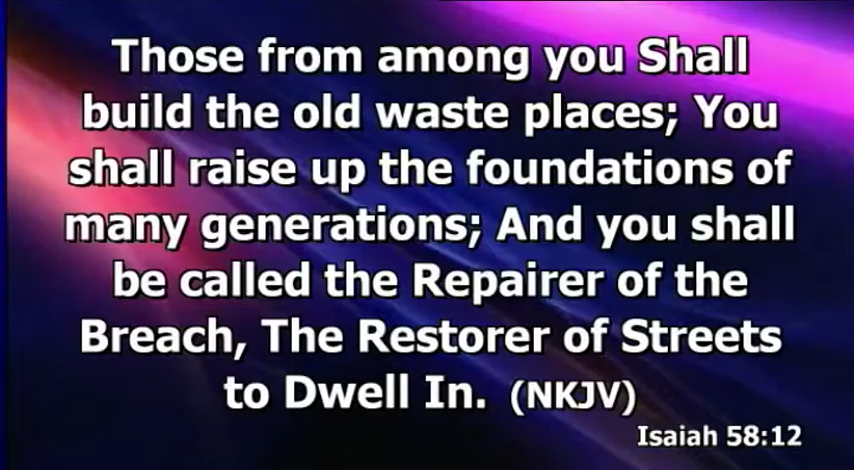 Those from among you Shall
build the old waste places; You
shall raise up the foundations of
many generations; And you shall
be called the Repairer of the
Breach, The Restorer of Streets
to Dwell In. (NKJV)
Isaiah 58:12